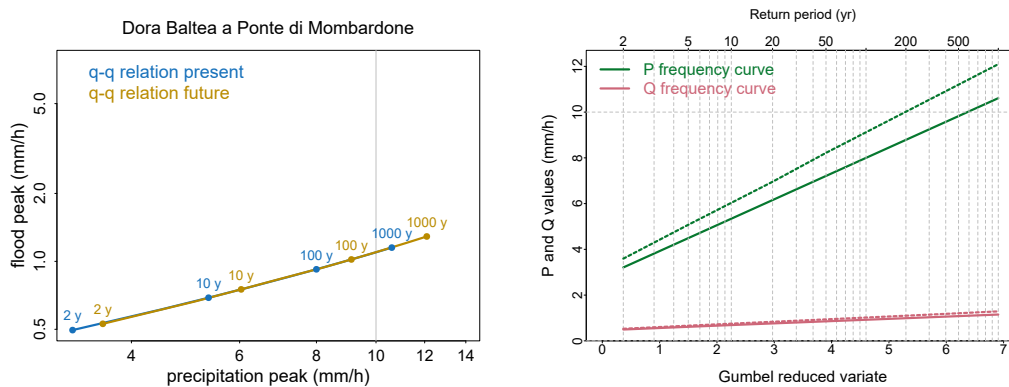 Dora Baltea a Ponte di Mombardone
q-q relation present
q-q relation future
flood peak (mm/h)
5.0
2.0
1.0
0.5
2 y
2 y
10 y
10 y
100 y
100 y
1000 y
1000 y
4
6
8
10
12
14
precipitation peak (mm/h)
Return period (yr)
2
5
10
20
50
200
500
P frequency curve
Q frequency curve
P and Q values (mm/h)
12
10
8
6
4
2
0
0
1
2
3
4
5
6
7
Gumbel reduced variate